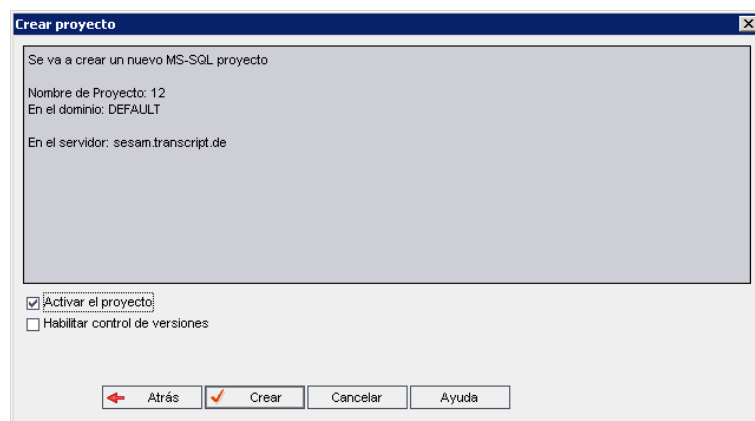 Crear proyecto
Se va a crear un nuevo MS-SQL proyecto
Nombre de Proyecto: 12
En el dominio: DEFAULT
En el servidor: sesam.transcript.de
Activar el proyecto
Habilitar control de versiones
Atrás Crear Cancelar Ayuda